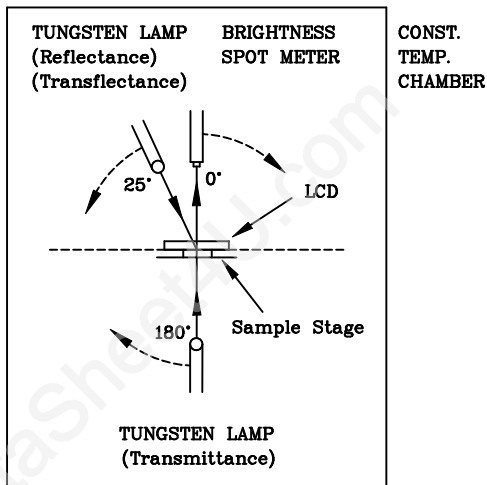 TUNGSTEN LAMP
(Reflectance)
(Transflectance)
BRIGHTNESS
SPOT METER
CONST.
TEMP.
CHAMBER
25°
0°
LCD
180°
Sample Stage
TUNGSTEN LAMP
(Transmittance)